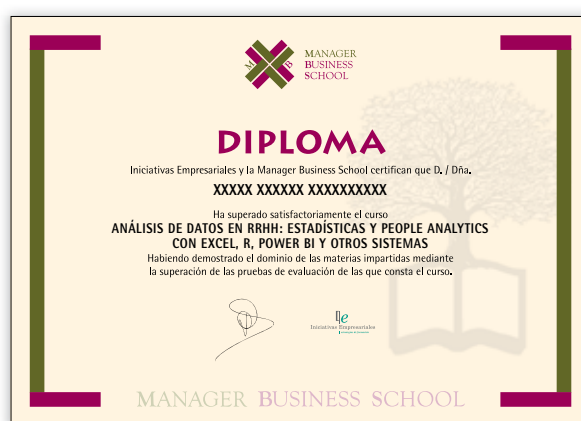 M B
MANAGER
BUSINESS
SCHOOL
DIPLOMA
Iniciativas Empresariales y la Manager Business School certifican que D. / Dña.
XXXXX XXXXXX XXXXXXXXXX
Ha superado satisfactoriamente el curso
ANÁLISIS DE DATOS EN RRHH: ESTADÍSTICAS Y PEOPLE ANALYTICS
CON EXCEL, R, POWER BI Y OTROS SISTEMAS
Habiendo demostrado el dominio de las materias impartidas mediante
la superación de las pruebas de evaluación de las que consta el curso.
Iniciativas Empresariales
MANAGER BUSINESS SCHOOL